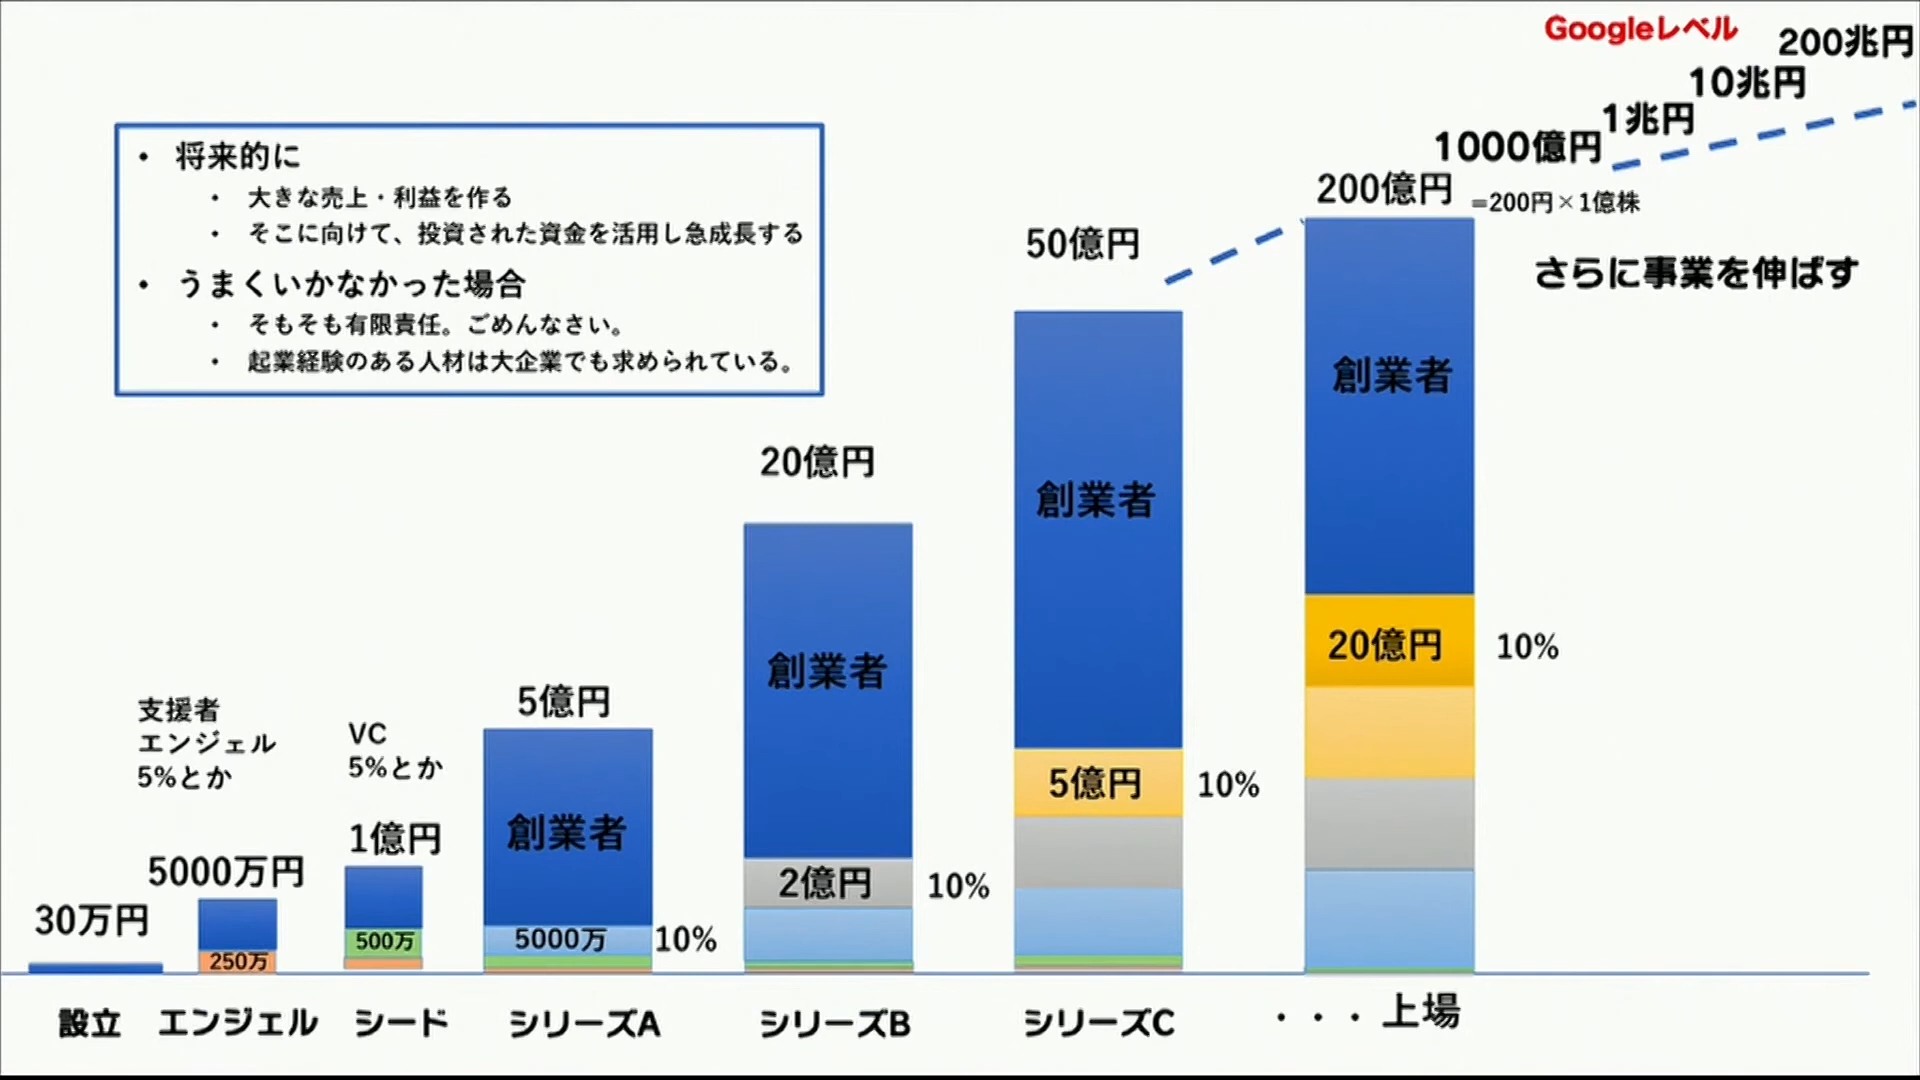 Googleレベル
200兆円
10兆円
1兆円
1000億円
200億円
=200円×1億株
さらに事業を伸ばす
• 将来的に
• 大きな売上・利益を作る
• そこに向けて、投資された資金を活用し急成長する
• うまくいかなかった場合
• そもそも有限責任。ごめんなさい。
• 起業経験のある人材は大企業でも求められている。
30万円
支援者
エンジェル
5%とか
5000万円
250万
VC
5%とか
1億円
500万
5億円
創業者
5000万
10%
20億円
創業者
2億円
10%
50億円
創業者
5億円
10%
創業者
20億円
10%
設立
エンジェル
シード
シリーズA
シリーズB
シリーズC
・・・上場